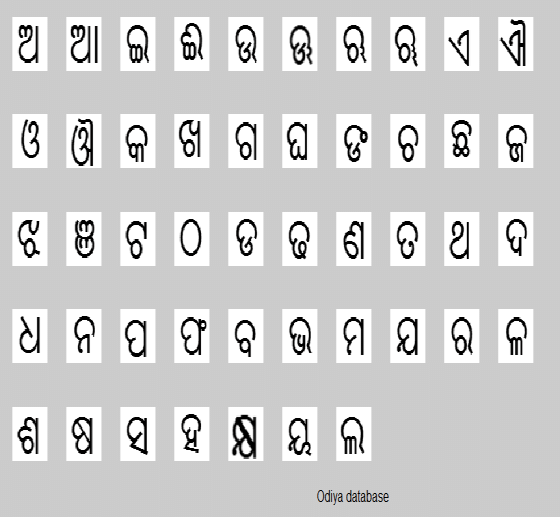 ଅ ଆ ଇ ଈ ଉ ଊ ଋ ୠ ଏ ଐ
ଓ ଔ କ ଖ ଗ ଘ ଙ ଚ ଛ ଜ
ଝ ଞ ଟ ଠ ଡ ଢ ଣ ତ ଥ ଦ
ଧ ନ ପ ଫ ବ ଭ ମ ଯ ର ଳ
ଶ ଷ ସ ହ କ୍ଷ ୟ ଲ
Odiya database